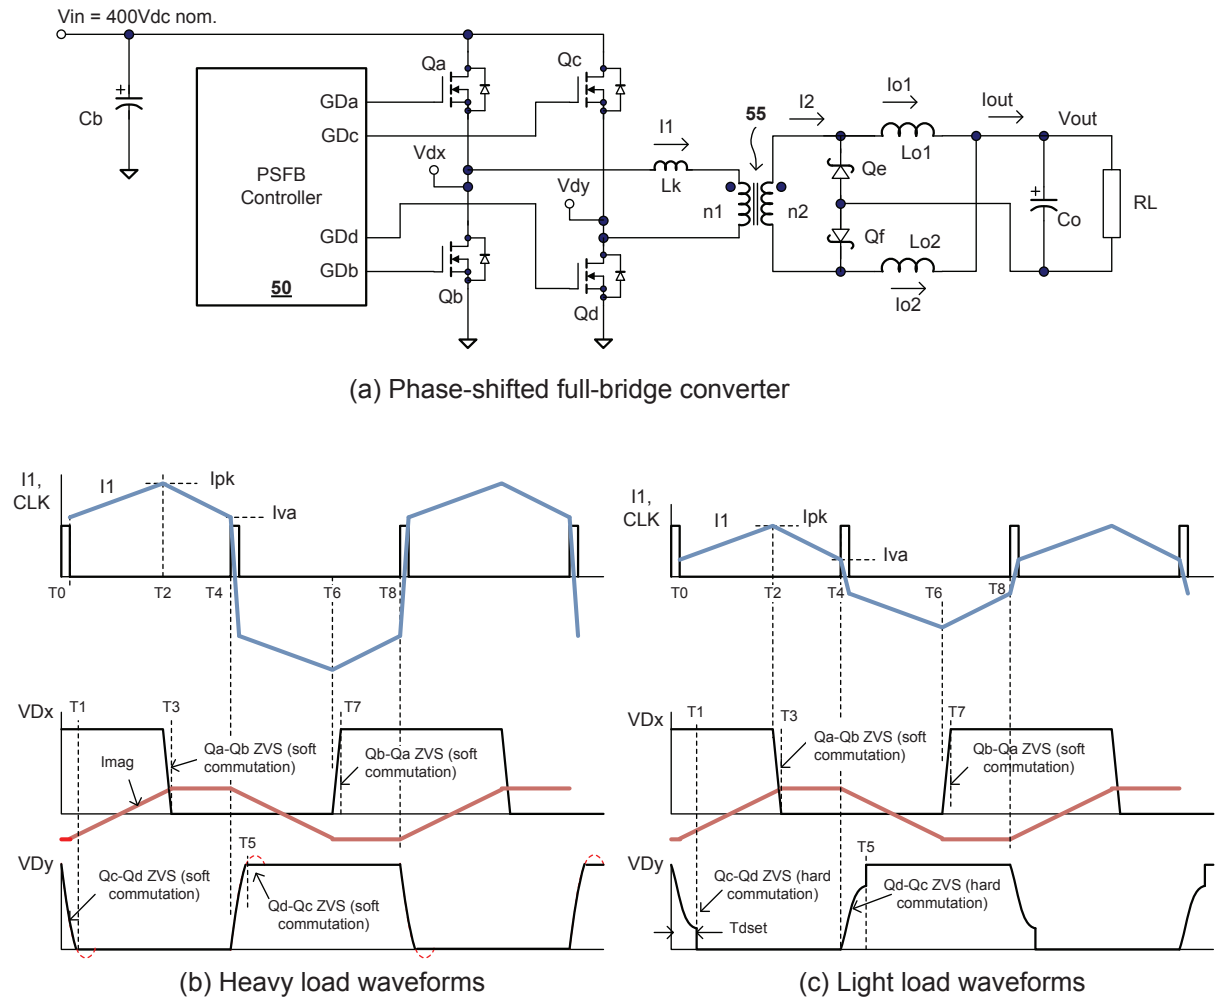 Vin = 400Vdc nom.
Qa
Qc
Cb
+
GDa
GDc
PSFB
Controller
GDd
GDb
50
Vdx
Vdy
Qb
Qd
I1
Lk
n1
55
n2
I2
Io1
Lo1
Iout
Vout
Qe
Qf
Lo2
Io2
+
Co
RL
(a) Phase-shifted full-bridge converter
I1,
CLK
I1
Ipk
Iva
T0
T2
T4
T6
T8
VDx
T1
T3
T7
Imag
Qa-Qb ZVS (soft
commutation)
Qb-Qa ZVS (soft
commutation)
VDy
T5
Qc-Qd ZVS (soft
commutation)
Qd-Qc ZVS (soft
commutation)
(b) Heavy load waveforms
I1,
CLK
I1
Ipk
Iva
T0
T2
T4
T6
T8
VDx
T1
T3
T7
Qa-Qb ZVS (soft
commutation)
Qb-Qa ZVS (soft
commutation)
VDy
T5
Qc-Qd ZVS (hard
commutation)
Qd-Qc ZVS (hard
commutation)
Tdset
(c) Light load waveforms